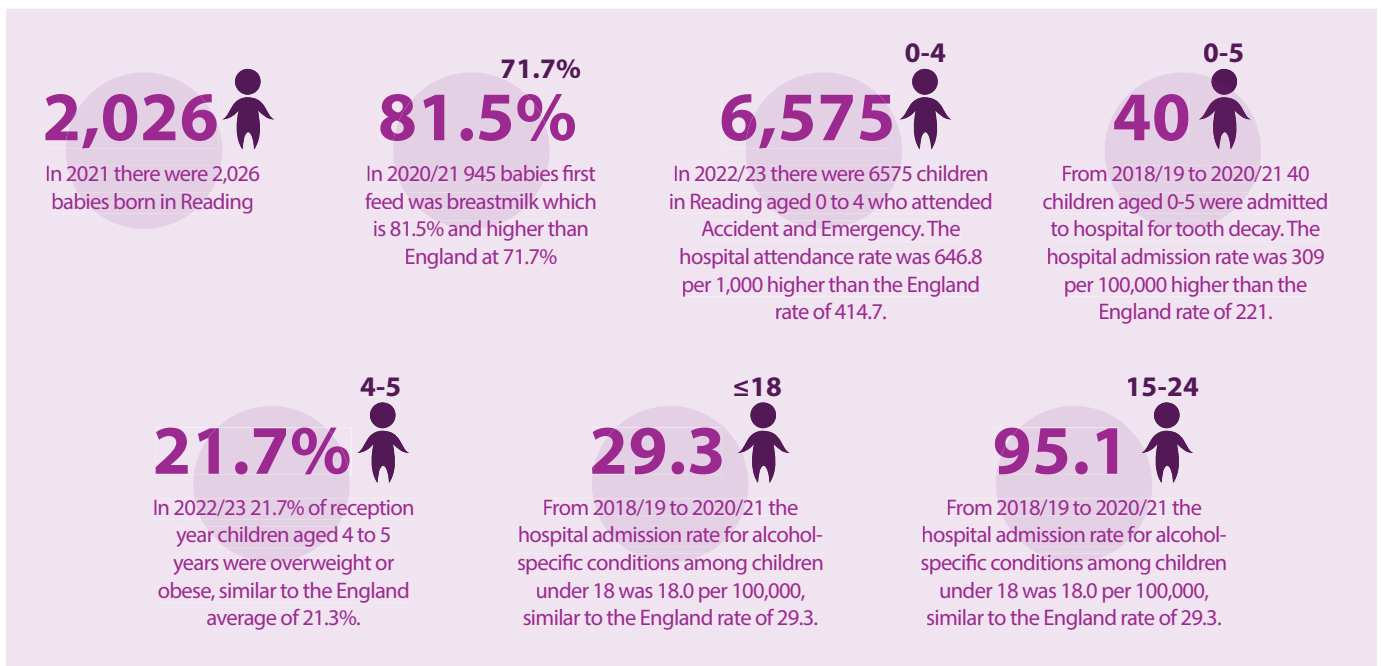 2,026
In 2021 there were 2,026
babies born in Reading
71.7%
81.5%
In 2020/21 945 babies first
feed was breastmilk which
is 81.5% and higher than
England at 71.7%
0-4
6,575
In 2022/23 there were 6575 children
in Reading aged 0 to 4 who attended
Accident and Emergency. The
hospital attendance rate was 646.8
per 1,000 higher than the England
rate of 414.7.
0-5
40
From 2018/19 to 2020/21 40
children aged 0-5 were admitted
to hospital for tooth decay. The
hospital admission rate was 309
per 100,000 higher than the
England rate of 221.
4-5
21.7%
In 2022/23 21.7% of reception
year children aged 4 to 5
years were overweight or
obese, similar to the England
average of 21.3%.
≤18
29.3
From 2018/19 to 2020/21 the
hospital admission rate for alcohol-
specific conditions among children
under 18 was 18.0 per 100,000,
similar to the England rate of 29.3.
15-24
95.1
From 2018/19 to 2020/21 the
hospital admission rate for alcohol-
specific conditions among children
under 18 was 18.0 per 100,000,
similar to the England rate of 29.3.